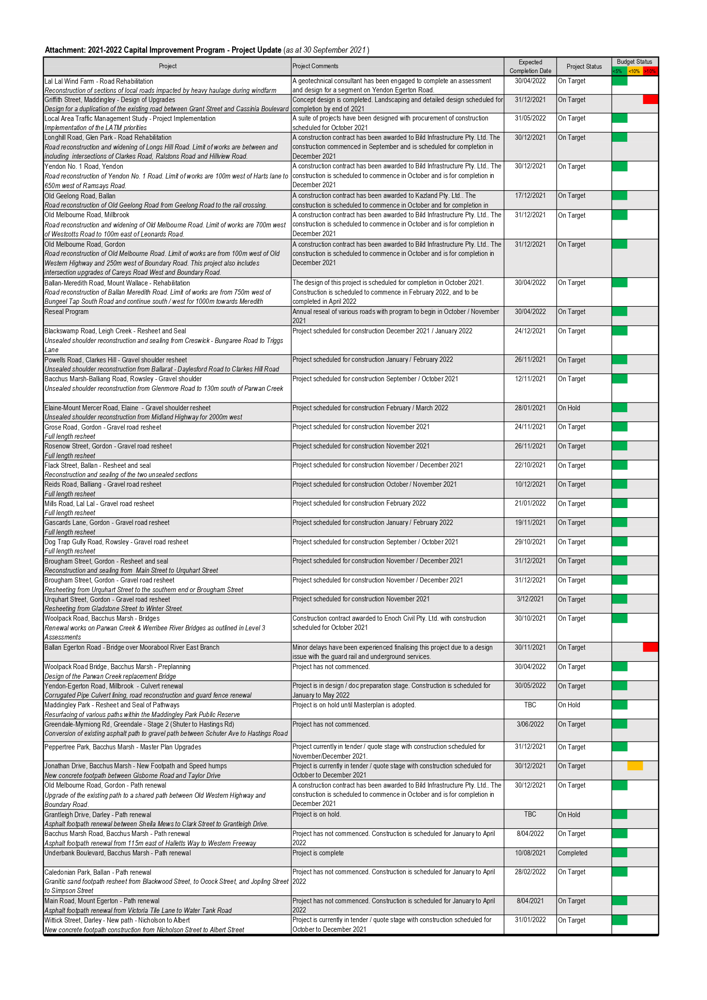 Attachment: 2021-2022 Capital Improvement Program - Project Update (as at 30 September 2021)
Project
Project Comments
Expected
Completion Date
Project Status
Budget Status
<5% <10% >10%
Lal Lal Wind Farm - Road Rehabilitation
Reconstruction of sections of local roads impacted by heavy haulage during windfarm
A geotechnical consultant has been engaged to complete an assessment
and design for a segment on Yendon Egerton Road.
30/04/2022
On Target
Griffith Street, Maddingley - Design of Upgrades
Design for a duplication of the existing road between Grant Street and Cassinia Boulevard
Concept design is completed. Landscaping and detailed design scheduled for
completion by end of 2021
31/12/2021
On Target
Local Area Traffic Management Study - Project Implementation
Implementation of the LATM priorities
A suite of projects have been designed with procurement of construction
scheduled for October 2021
31/05/2022
On Target
Longhill Road, Glen Park - Road Rehabilitation
Road reconstruction and widening of Longs Hill Road. Limit of works are between and
including  intersections of Clarkes Road, Ralstons Road and Hillview Road.
A construction contract has been awarded to Bild Infrastructure Pty. Ltd. The
construction commenced in September and is scheduled for completion in
December 2021
30/12/2021
On Target
Yendon No. 1 Road, Yendon
Road reconstruction of Yendon No. 1 Road. Limit of works are 100m west of Harts lane to
650m west of Ramsays Road.
A construction contract has been awarded to Bild Infrastructure Pty. Ltd.. The
construction is scheduled to commence in October and is for completion in
December 2021
30/12/2021
On Target
Old Geelong Road, Ballan
Road reconstruction of Old Geelong Road from Geelong Road to the rail crossing.
A construction contract has been awarded to Kazland Pty. Ltd.. The
construction is scheduled to commence in October and for completion in
17/12/2021
On Target
Old Melbourne Road, Millbrook
Road reconstruction and widening of Old Melbourne Road. Limit of works are 700m west
of Westcotts Road to 100m east of Leonards Road.
A construction contract has been awarded to Bild Infrastructure Pty. Ltd.. The
construction is scheduled to commence in October and is for completion in
December 2021
31/12/2021
On Target
Old Melbourne Road, Gordon
Road reconstruction of Old Melbourne Road. Limit of works are from 100m west of Old
Western Highway and 250m west of Boundary Road. This project also includes
intersection upgrades of Careys Road West and Boundary Road.
A construction contract has been awarded to Bild Infrastructure Pty. Ltd.. The
construction is scheduled to commence in October and is for completion in
December 2021
31/12/2021
On Target
Ballan-Meredith Road, Mount Wallace - Rehabilitation
Road reconstruction of Ballan Meredith Road. Limit of works are from 750m west of
Bungeel Tap South Road and continue south / west for 1000m towards Meredith
The design of this project is scheduled for completion in October 2021.
Construction is scheduled to commence in February 2022, and to be
completed in April 2022
30/04/2022
On Target
Reseal Program
Annual reseal of various roads with program to begin in October / November
2021
30/04/2022
On Target
Blackswamp Road, Leigh Creek - Resheet and Seal
Unsealed shoulder reconstruction and sealing from Creswick - Bungaree Road to Triggs
Lane
Project scheduled for construction December 2021 / January 2022
24/12/2021
On Target
Powells Road, Clarkes Hill - Gravel shoulder resheet
Unsealed shoulder reconstruction from Ballarat - Daylesford Road to Clarkes Hill Road
Project scheduled for construction January / February 2022
26/11/2021
On Target
Bacchus Marsh-Balliang Road, Rowsley - Gravel shoulder
Unsealed shoulder reconstruction from Glenmore Road to 130m south of Parwan Creek
Project scheduled for construction September / October 2021
12/11/2021
On Target
Elaine-Mount Mercer Road, Elaine  - Gravel shoulder resheet
Unsealed shoulder reconstruction from Midland Highway for 2000m west
Project scheduled for construction February / March 2022
28/01/2021
On Hold
Grose Road, Gordon - Gravel road resheet
Full length resheet
Project scheduled for construction November 2021
24/11/2021
On Target
Rosenow Street, Gordon - Gravel road resheet
Full length resheet
Project scheduled for construction November 2021
26/11/2021
On Target
Flack Street, Ballan - Resheet and seal
Reconstruction and sealing of the two unsealed sections
Project scheduled for construction November / December 2021
22/10/2021
On Target
Reids Road, Balliang - Gravel road resheet
Full length resheet
Project scheduled for construction October / November 2021
10/12/2021
On Target
Mills Road, Lal Lal - Gravel road resheet
Full length resheet
Project scheduled for construction February 2022
21/01/2022
On Target
Gascards Lane, Gordon - Gravel road resheet
Full length resheet
Project scheduled for construction January / February 2022
19/11/2021
On Target
Dog Trap Gully Road, Rowsley - Gravel road resheet
Full length resheet
Project scheduled for construction September / October 2021
29/10/2021
On Target
Brougham Street, Gordon - Resheet and seal
Reconstruction and sealing from  Main Street to Urquhart Street
Project scheduled for construction November / December 2021
31/12/2021
On Target
Brougham Street, Gordon - Gravel road resheet
Resheeting from Urquhart Street to the southern end or Brougham Street
Project scheduled for construction November / December 2021
31/12/2021
On Target
Urquhart Street, Gordon - Gravel road resheet
Resheeting from Gladstone Street to Winter Street.
Project scheduled for construction November 2021
3/12/2021
On Target
Woolpack Road, Bacchus Marsh - Bridges
Renewal works on Parwan Creek & Werribee River Bridges as outlined in Level 3
Assessments
Construction contract awarded to Enoch Civil Pty. Ltd. with construction
scheduled for October 2021
30/10/2021
On Target
Ballan Egerton Road - Bridge over Moorabool River East Branch
Minor delays have been experienced finalising this project due to a design
issue with the guard rail and underground services.
30/11/2021
On Target
Woolpack Road Bridge, Bacchus Marsh - Preplanning
Design of the Parwan Creek replacement Bridge
Project has not commenced.
30/04/2022
On Target
Yendon-Egerton Road, Millbrook  - Culvert renewal
Corrugated Pipe Culvert lining, road reconstruction and guard fence renewal
Project is in design / doc preparation stage. Construction is scheduled for
January to May 2022
30/05/2022
On Target
Maddingley Park - Resheet and Seal of Pathways
Resurfacing of various paths within the Maddingley Park Public Reserve
Project is on hold until Masterplan is adopted.
TBC
On Hold
Greendale-Myrniong Rd, Greendale - Stage 2 (Shuter to Hastings Rd)
Conversion of existing asphalt path to gravel path between Schuter Ave to Hastings Road
Project has not commenced.
3/06/2022
On Target
Peppertree Park, Bacchus Marsh - Master Plan Upgrades
Project currently in tender / quote stage with construction scheduled for
November/December 2021.
31/12/2021
On Target
Jonathan Drive, Bacchus Marsh - New Footpath and Speed humps
New concrete footpath between Gisborne Road and Taylor Drive
Project is currently in tender / quote stage with construction scheduled for
October to December 2021
30/12/2021
On Target
Old Melbourne Road, Gordon - Path renewal
Upgrade of the existing path to a shared path between Old Western Highway and
Boundary Road.
A construction contract has been awarded to Bild Infrastructure Pty. Ltd.. The
construction is scheduled to commence in October and is for completion in
December 2021
30/12/2021
On Target
Grantleigh Drive, Darley - Path renewal
Asphalt footpath renewal between Sheila Mews to Clark Street to Grantleigh Drive.
Project is on hold.
TBC
On Hold
Bacchus Marsh Road, Bacchus Marsh - Path renewal
Asphalt footpath renewal from 115m east of Halletts Way to Western Freeway
Project has not commenced. Construction is scheduled for January to April
2022
8/04/2022
On Target
Underbank Boulevard, Bacchus Marsh - Path renewal
Project is complete
10/08/2021
Completed
Caledonian Park, Ballan - Path renewal
Granitic sand footpath resheet from Blackwood Street, to Ocock Street, and Jopling Street
to Simpson Street
Project has not commenced. Construction is scheduled for January to April
2022
28/02/2022
On Target
Main Road, Mount Egerton - Path renewal
Asphalt footpath renewal from Victoria Tile Lane to Water Tank Road
Project has not commenced. Construction is scheduled for January to April
2022
8/04/2021
On Target
Wittick Street, Darley - New path - Nicholson to Albert
New concrete footpath construction from Nicholson Street to Albert Street
Project is currently in tender / quote stage with construction scheduled for
October to December 2021
31/01/2022
On Target